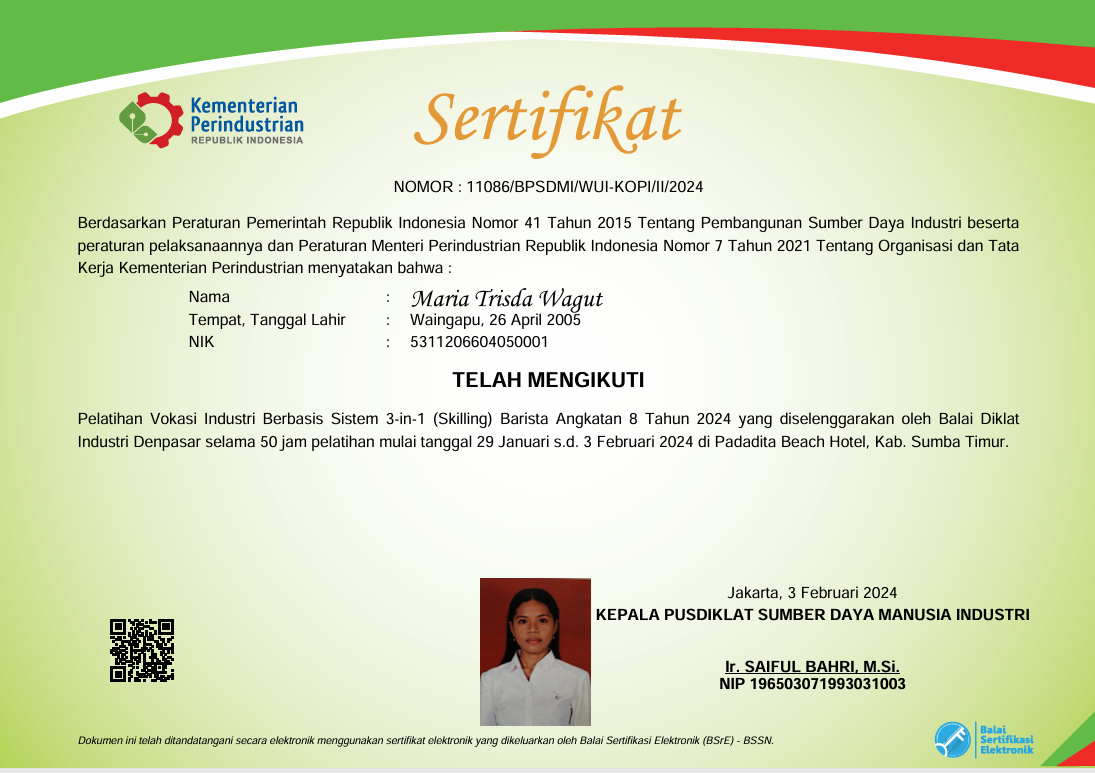 Kementerian
Perindustrian
REPUBLIK INDONESIA
Sertifikat
NOMOR : 11086/BPSDMI/WUI-KOPI/II/2024
Berdasarkan Peraturan Pemerintah Republik Indonesia Nomor 41 Tahun 2015 Tentang Pembangunan Sumber Daya Industri beserta
peraturan pelaksanaannya dan Peraturan Menteri Perindustrian Republik Indonesia Nomor 7 Tahun 2021 Tentang Organisasi dan Tata
Kerja Kementerian Perindustrian menyatakan bahwa :
Nama : Maria Trisda Wagut
Tempat, Tanggal Lahir : Waingapu, 26 April 2005
NIK : 5311206604050001
TELAH MENGIKUTI
Pelatihan Vokasi Industri Berbasis Sistem 3-in-1 (Skilling) Barista Angkatan 8 Tahun 2024 yang diselenggarakan oleh Balai Diklat
Industri Denpasar selama 50 jam pelatihan mulai tanggal 29 Januari s.d. 3 Februari 2024 di Padadita Beach Hotel, Kab. Sumba Timur.
Jakarta, 3 Februari 2024
KEPALA PUSDIKLAT SUMBER DAYA MANUSIA INDUSTRI
Ir. SAIFUL BAHRI, M.Si.
NIP 196503071993031003
Dokumen ini telah ditandatangani secara elektronik menggunakan sertifikat elektronik yang dikeluarkan oleh Balai Sertifikasi Elektronik (BSrE) - BSSN.
Balai
Sertifikasi
Elektronik